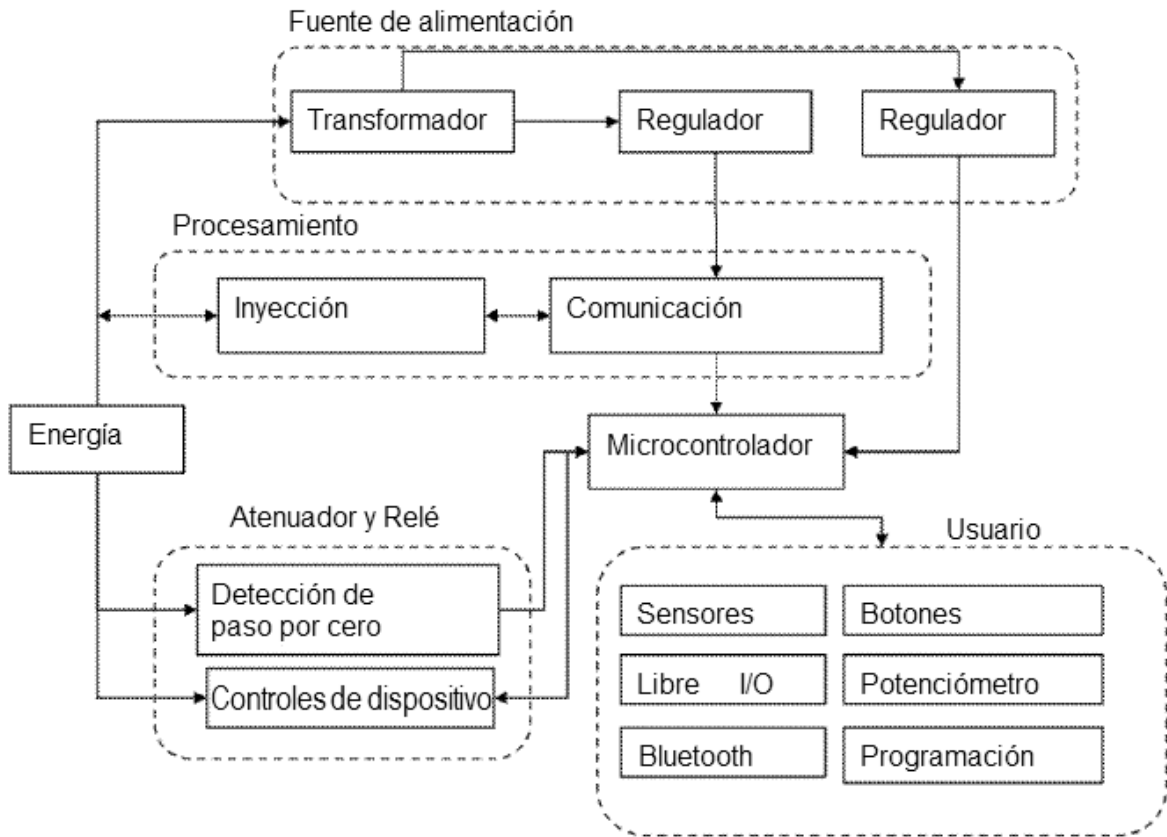 Fuente de alimentación
Transformador
Regulador
Regulador
Procesamiento
Inyección
Comunicación
Energía
Microcontrolador
Atenuador y Relé
Detección de
paso por cero
Controles de dispositivo
Usuario
Sensores
Botones
Libre I/O
Potenciómetro
Bluetooth
Programación